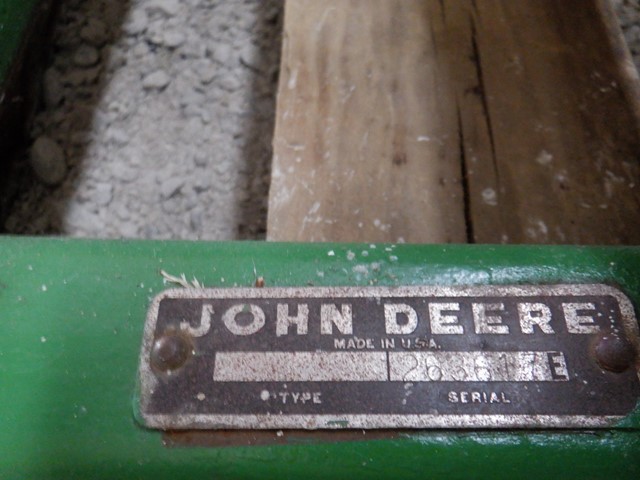 JOHN DEERE
MADE IN U.S.A.
E
TYPE SERIAL